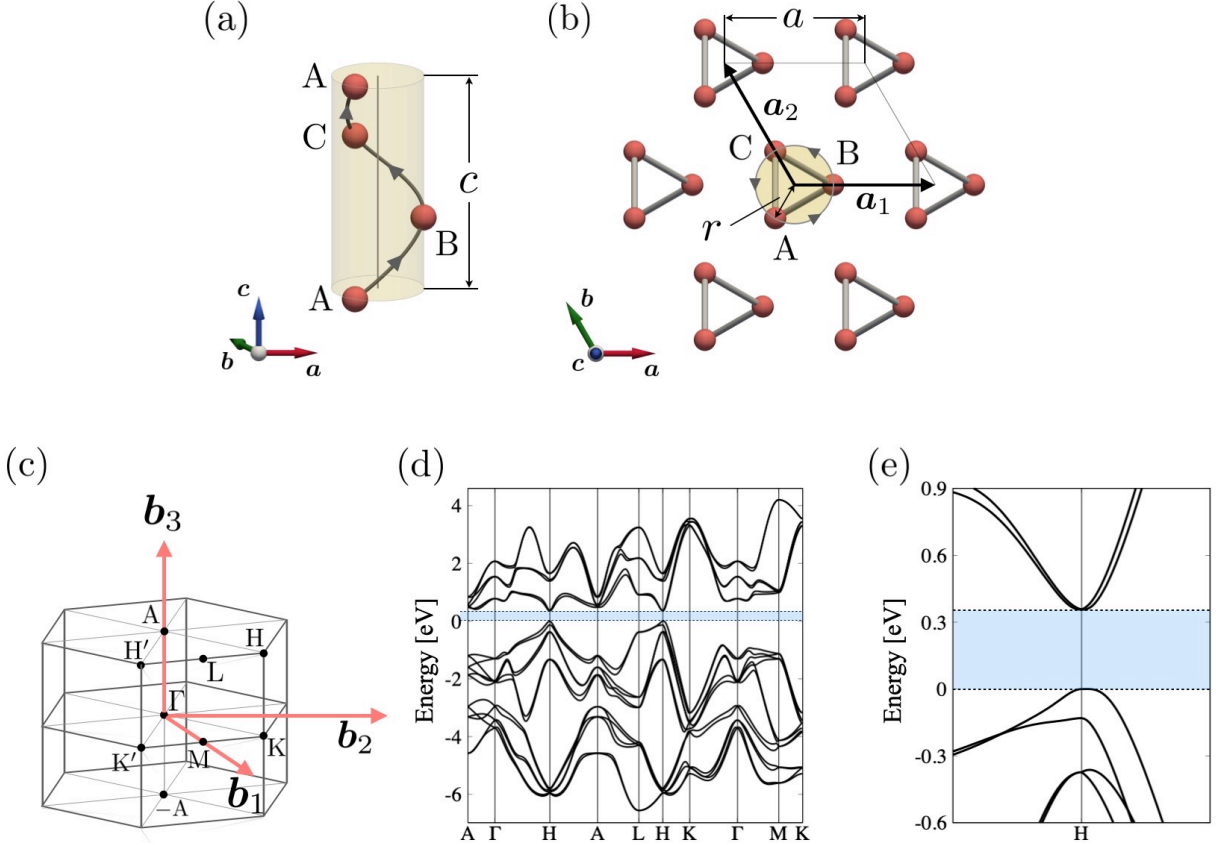 (a)
A
C
B
A
c
c
b
a
(b)
a
a₂
C
B
a₁
r
A
b
c
a
(c)
b₃
A
H
H′
L
Γ
b₂
K
K′
M
b₁
−A
(d)
Energy [eV]
4
2
0
-2
-4
-6
A Γ H A L H K Γ M K
(e)
Energy [eV]
0.9
0.6
0.3
0
-0.3
-0.6
H